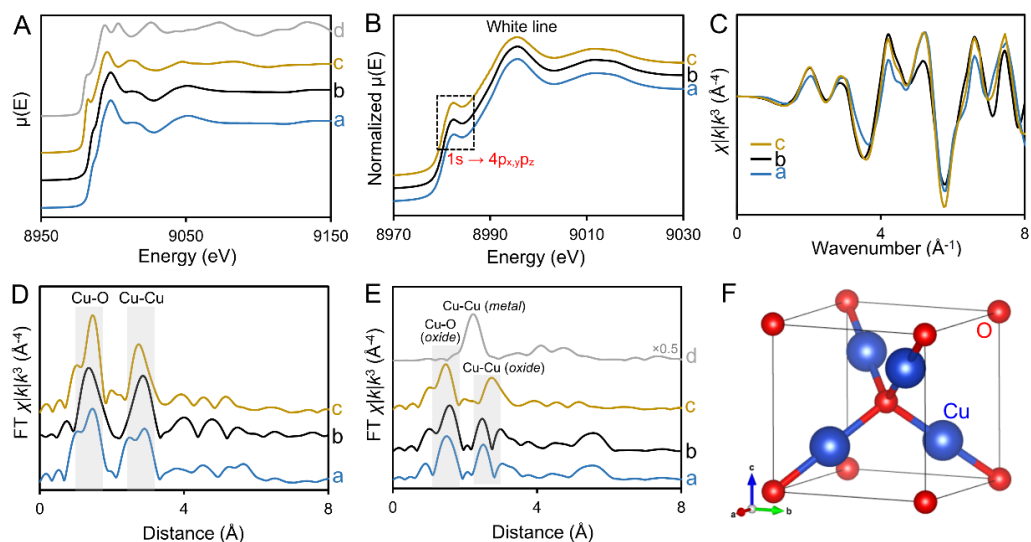 A
μ(E)
d
c
b
a
8950
9050
9150
Energy (eV)
B
Normalized μ(E)
White line
c
b
a
1s → 4px,ypz
8970
8990
9010
9030
Energy (eV)
C
χ|k|k³ (Å-4)
c
b
a
0
4
8
Wavenumber (Å-1)
D
FT χ|k|k³ (Å-4)
Cu-O
Cu-Cu
c
b
a
0
4
8
Distance (Å)
E
FT χ|k|k³ (Å-4)
Cu-Cu (metal)
Cu-O
(oxide)
×0.5
d
Cu-Cu (oxide)
c
b
a
0
4
8
Distance (Å)
F
O
Cu
c
a
b